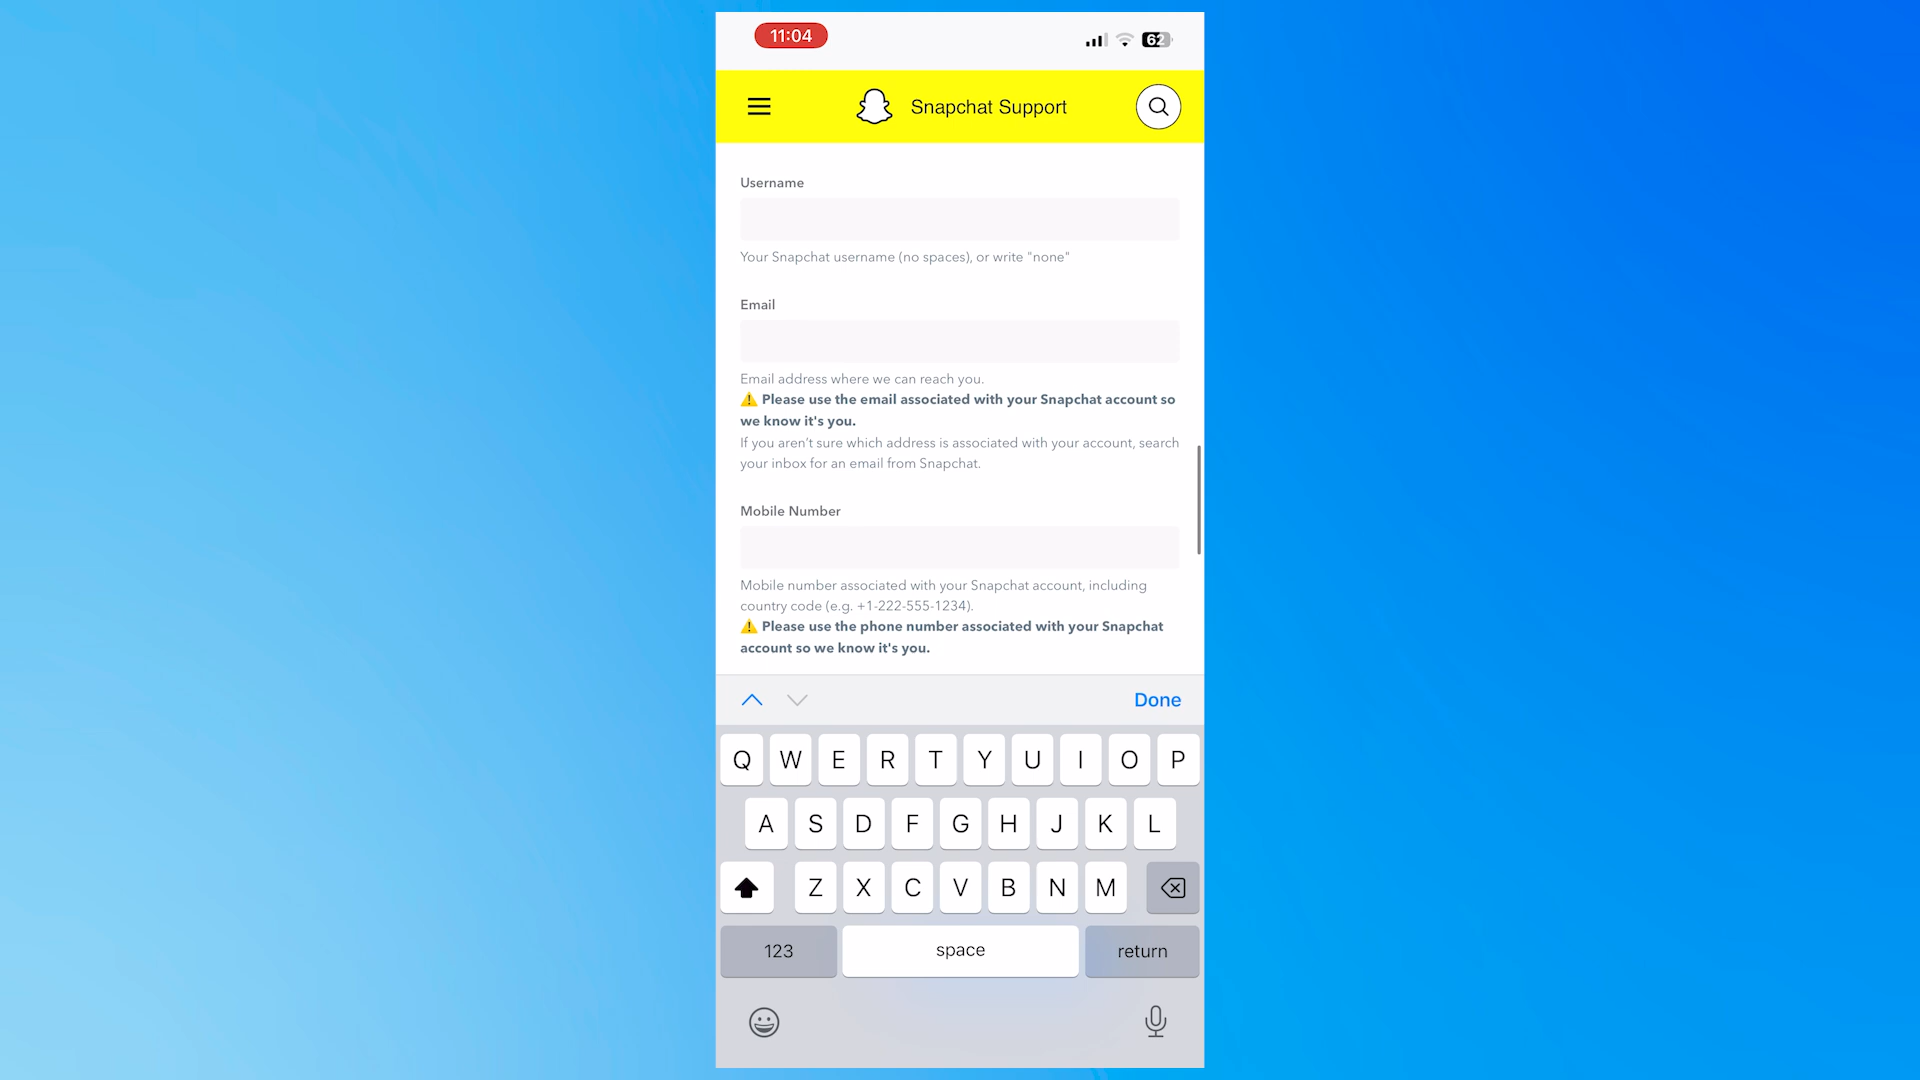 11:04
62
Snapchat Support
Username
Your Snapchat username (no spaces), or write "none"
Email
Email address where we can reach you.
⚠️ Please use the email associated with your Snapchat account so
we know it's you.
If you aren't sure which address is associated with your account, search
your inbox for an email from Snapchat.
Mobile Number
Mobile number associated with your Snapchat account, including
country code (e.g. +1-222-555-1234).
⚠️ Please use the phone number associated with your Snapchat
account so we know it's you.
Done
Q W E R T Y U I O P
A S D F G H J K L
Z X C V B N M
123 space return